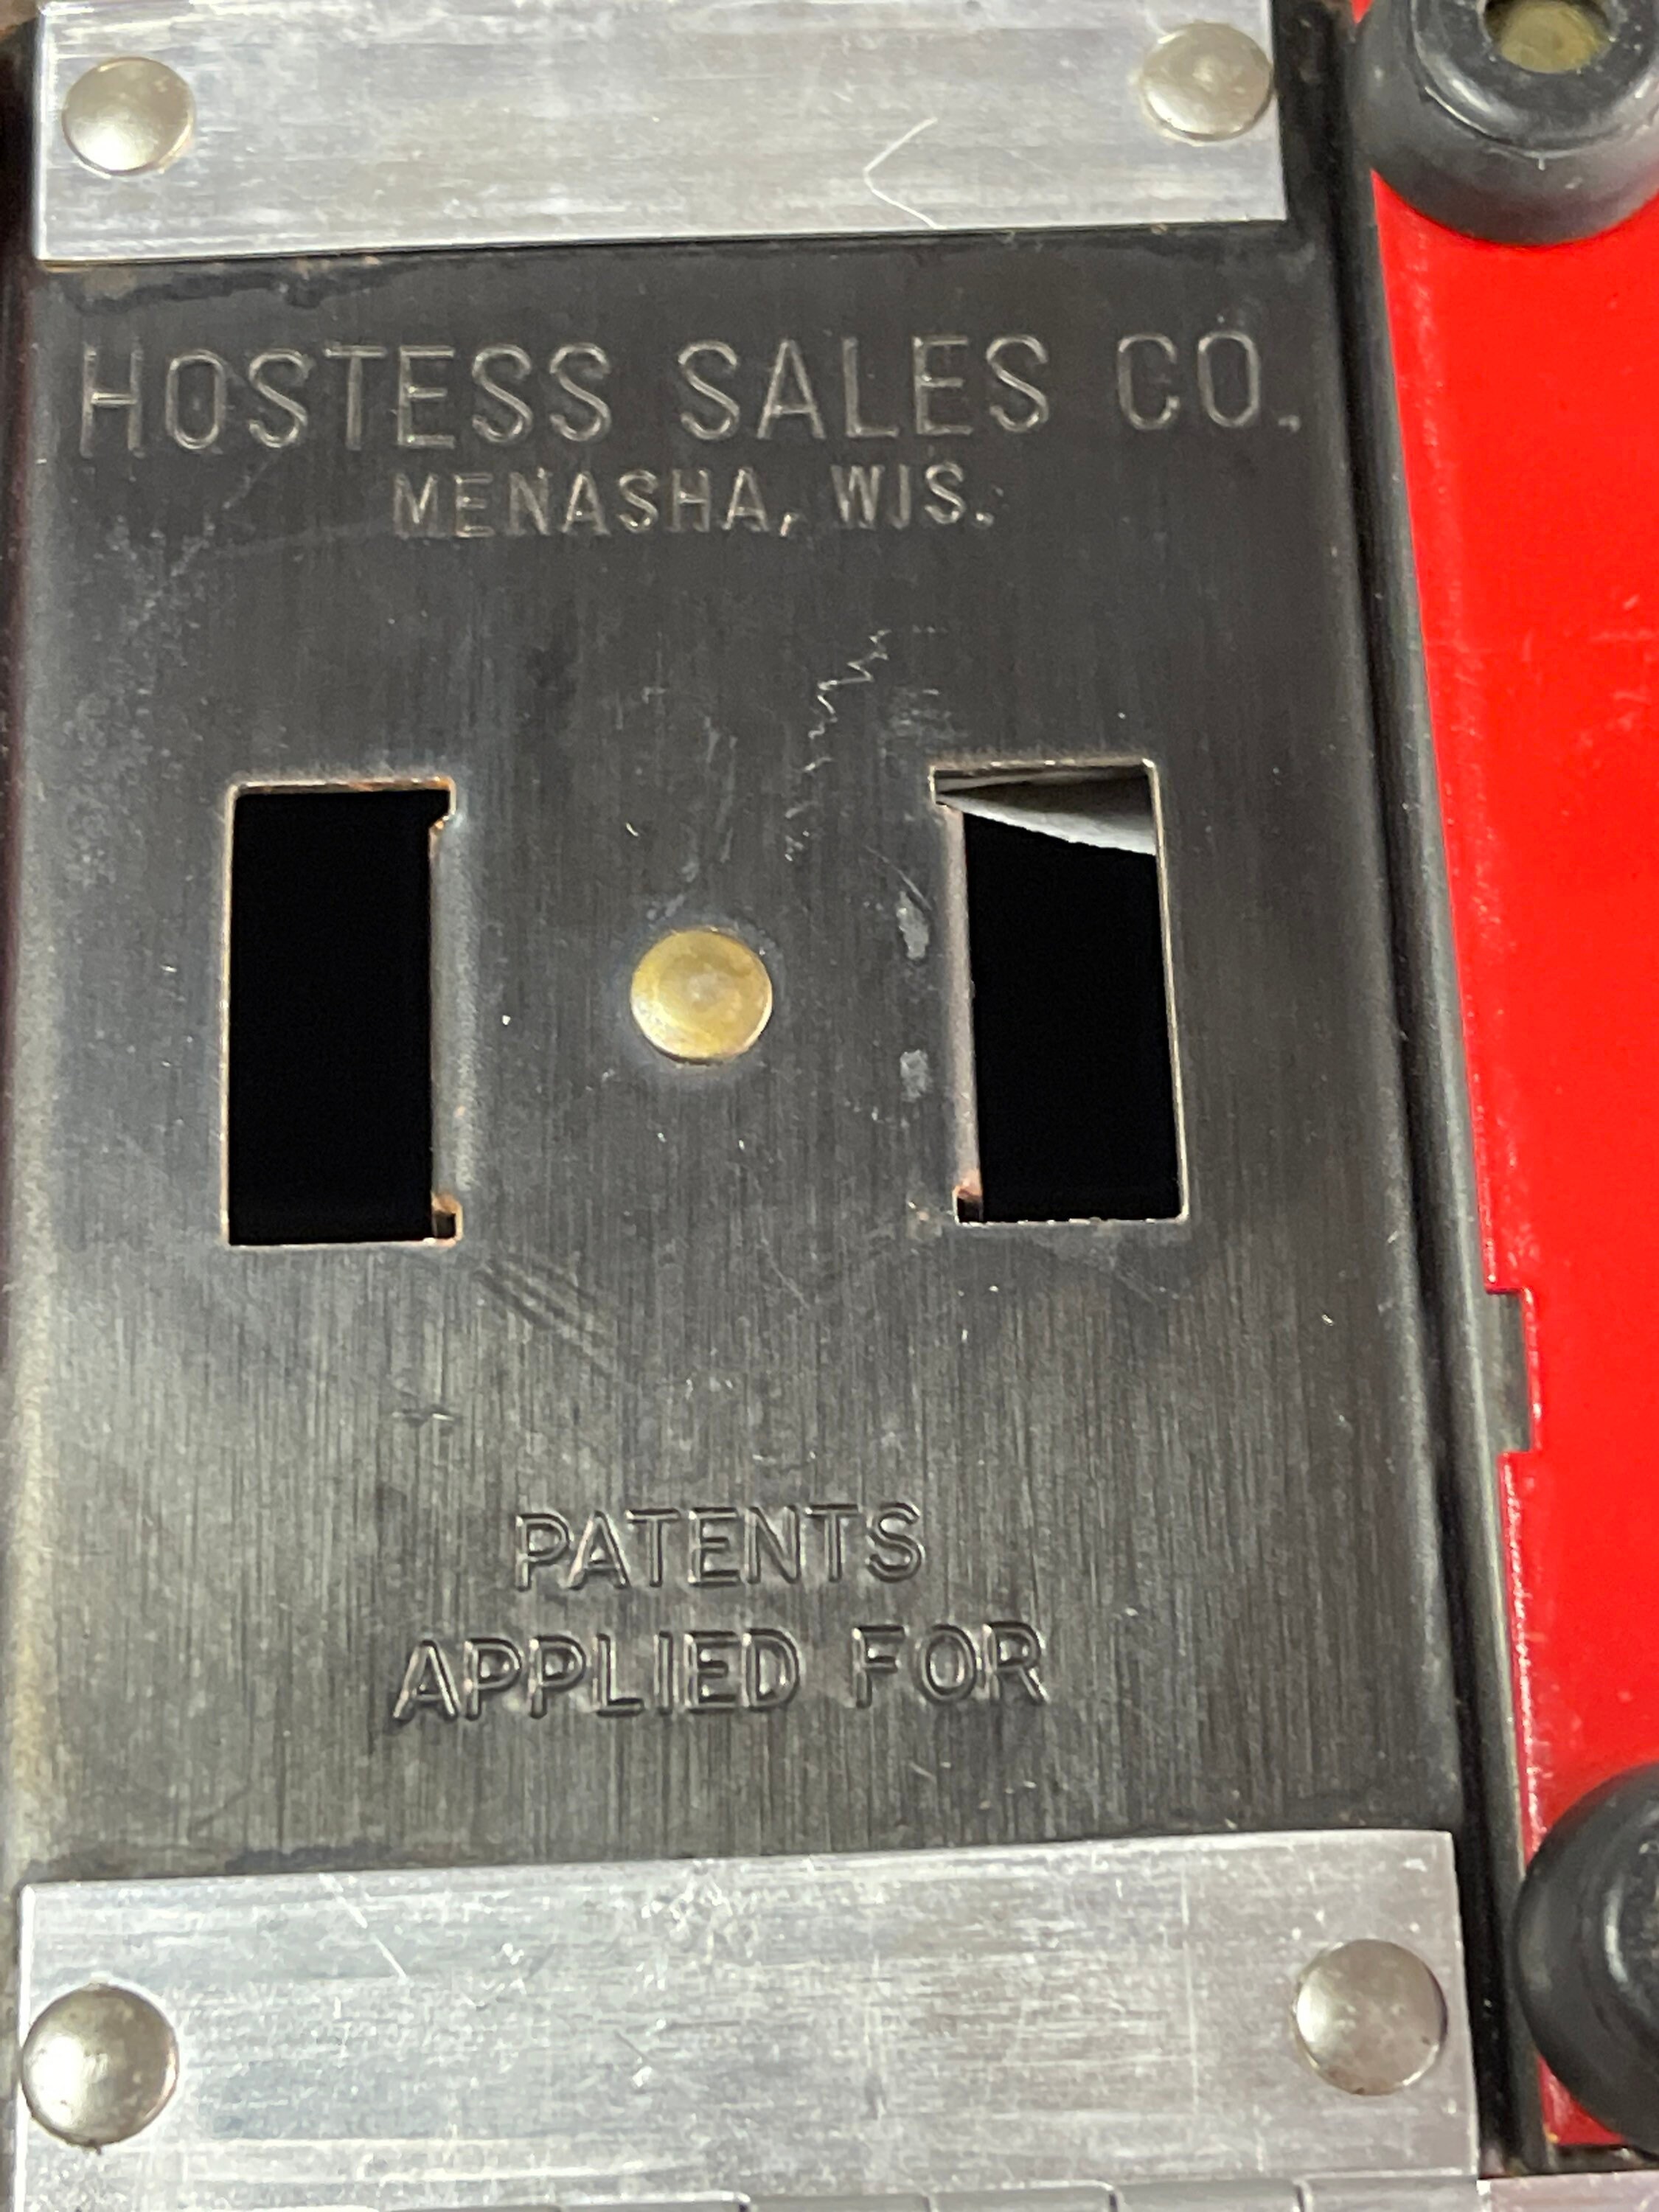 HOSTESS SALES CO.
MENASHA, WIS.
PATENTS
APPLIED FOR